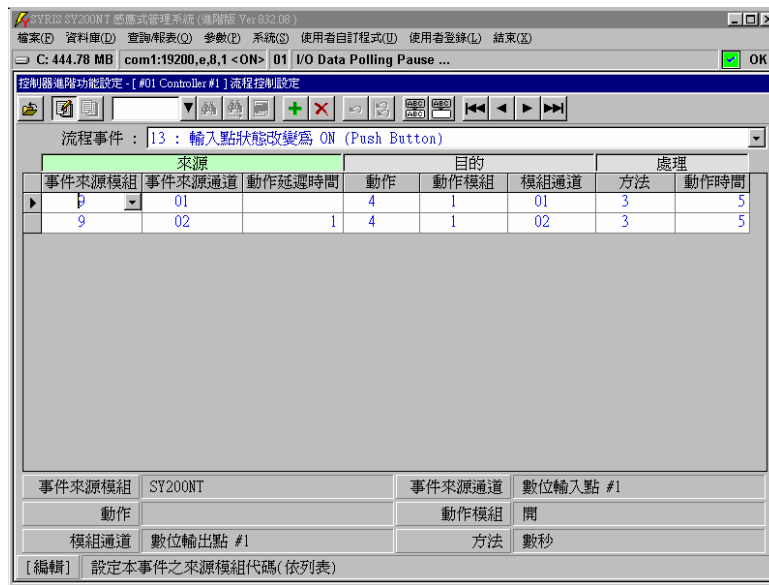 SYRIS SY200NT 感應式管理系統 (進階版 Ver 832.08 )
檔案(F) 資料庫(D) 查詢/報表(Q) 參數(P) 系統(S) 使用者自訂程式(U) 使用者登錄(L) 結束(X)
C: 444.78 MB com1:19200,e,8,1 <ON> 01 I/O Data Polling Pause ... OK
控制器進階功能設定 - [ #01 Controller #1 ] 流程控制設定
流程事件 : 13 : 輸入點狀態改變為 ON (Push Button)
來源 目的 處理
事件來源模組 事件來源通道 動作延遲時間 動作 動作模組 模組通道 方法 動作時間
9 01 4 1 01 3 5
9 02 1 4 1 02 3 5
事件來源模組 SY200NT 事件來源通道 數位輸入點 #1
動作 動作模組 開
模組通道 數位輸出點 #1 方法 數秒
[編輯] 設定本事件之來源模組代碼(依列表)